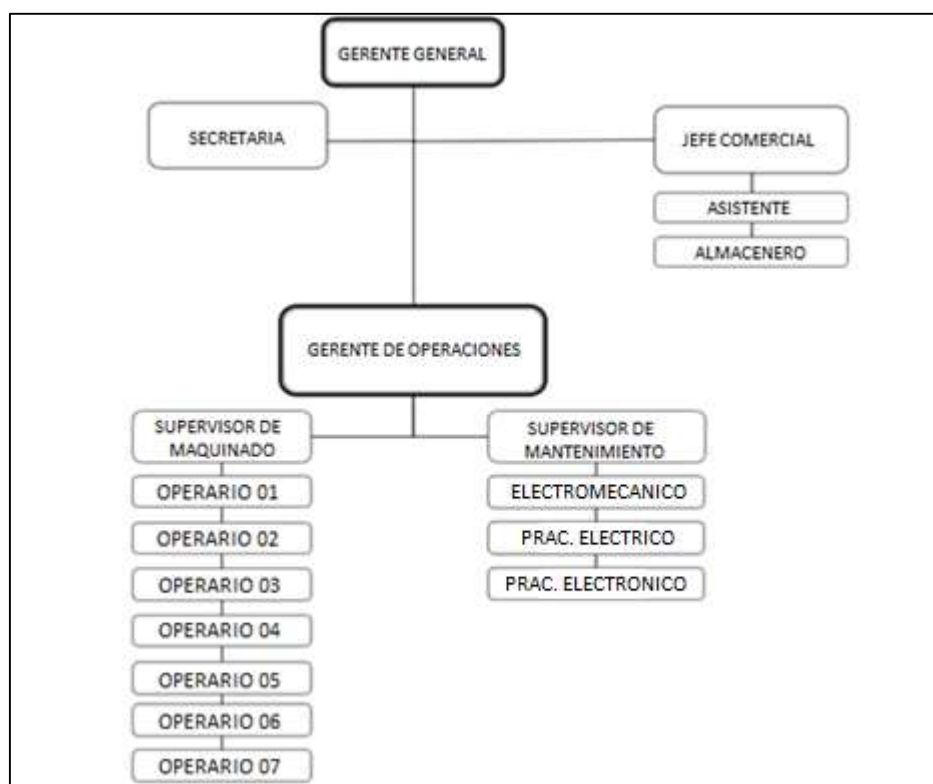 GERENTE GENERAL
SECRETARIA
JEFE COMERCIAL
ASISTENTE
ALMACENERO
GERENTE DE OPERACIONES
SUPERVISOR DE
MAQUINADO
OPERARIO 01
OPERARIO 02
OPERARIO 03
OPERARIO 04
OPERARIO 05
OPERARIO 06
OPERARIO 07
SUPERVISOR DE
MANTENIMIENTO
ELECTROMECANICO
PRAC. ELECTRICO
PRAC. ELECTRONICO